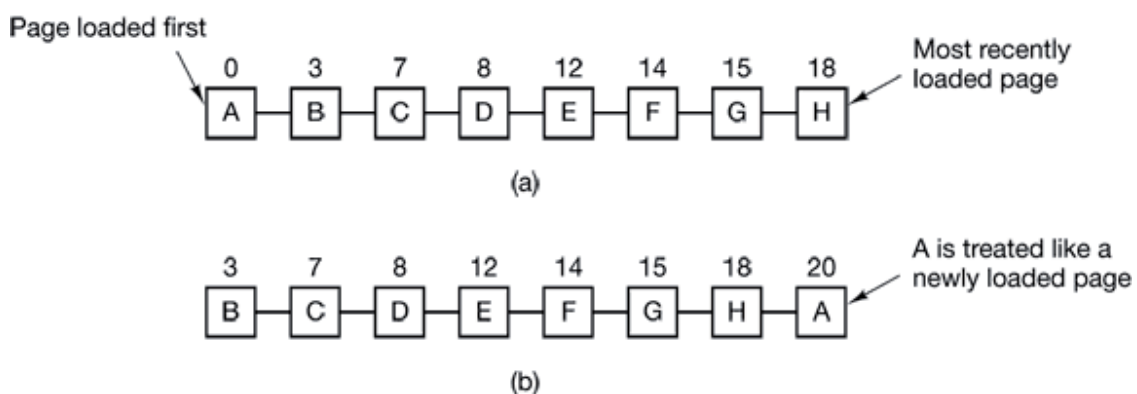 Page loaded first
0 3 7 8 12 14 15 18
A B C D E F G H
Most recently
loaded page
(a)
3 7 8 12 14 15 18 20
B C D E F G H A
A is treated like a
newly loaded page
(b)